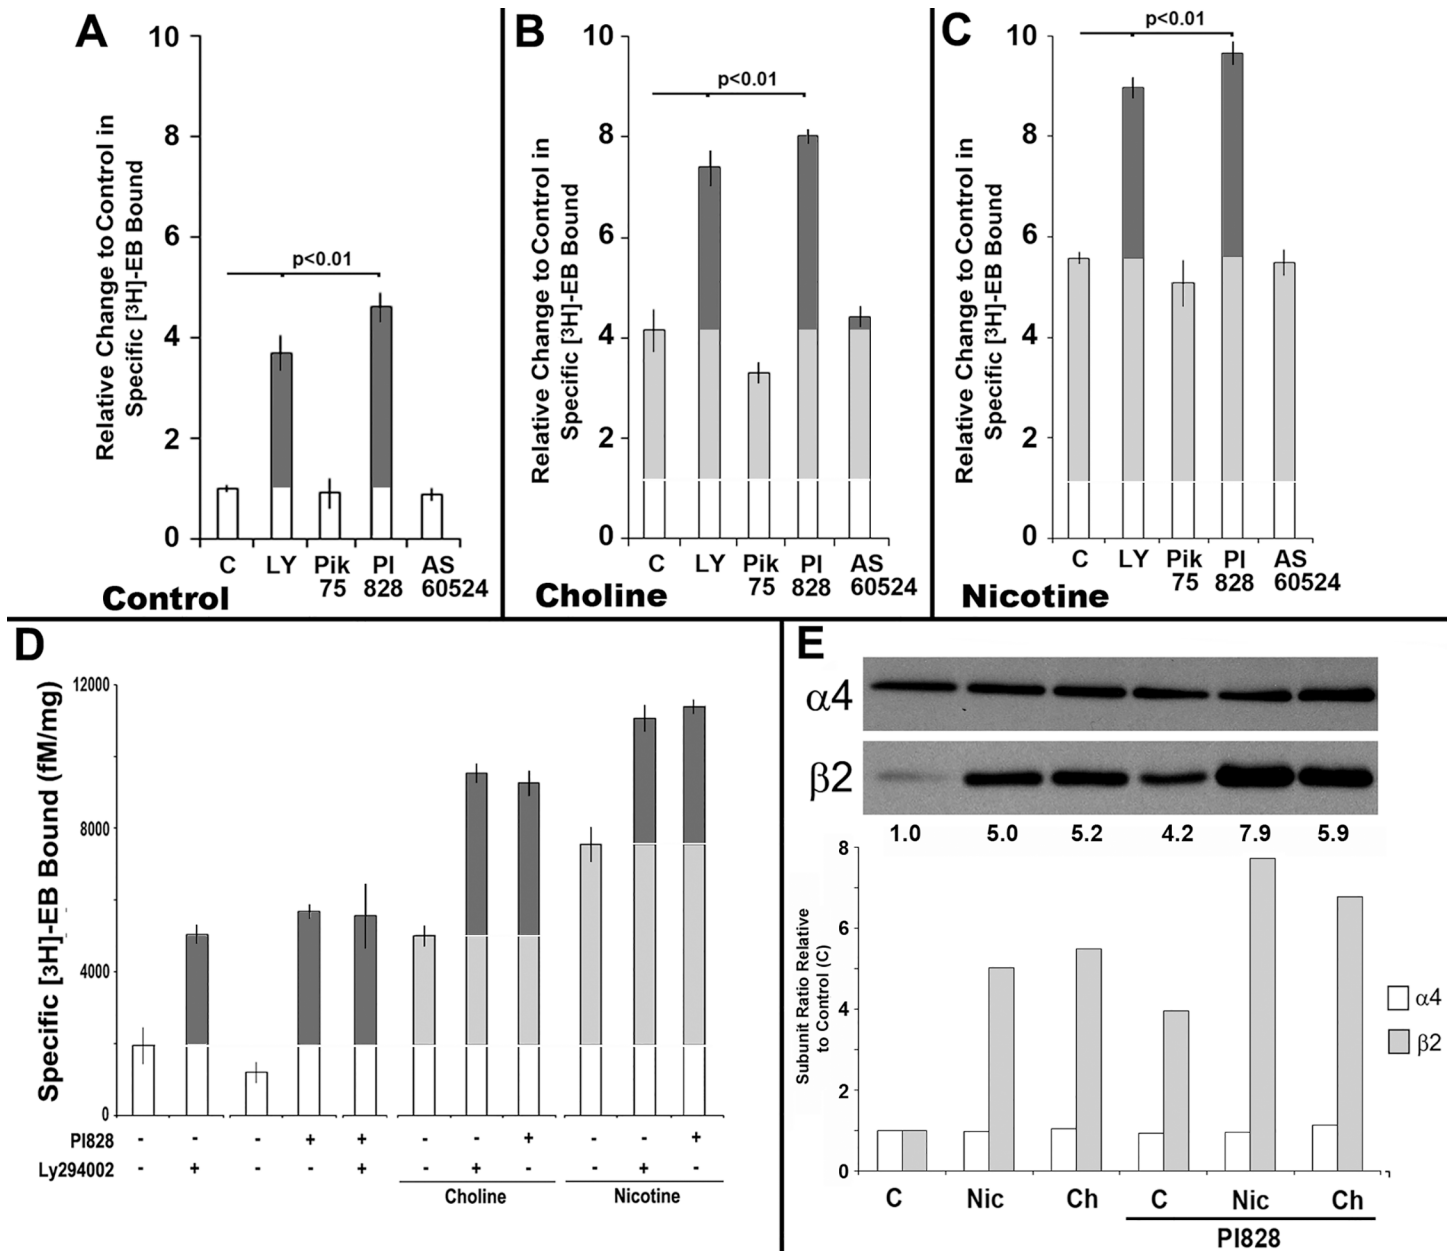 A
10
8
6
4
2
0
Relative Change to Control in
Specific [³H]-EB Bound
p<0.01
C LY Pik PI AS
75 828 60524
Control
B
10
8
6
4
2
0
Relative Change to Control in
Specific [³H]-EB Bound
p<0.01
C LY Pik PI AS
75 828 60524
Choline
C
10
8
6
4
2
0
Relative Change to Control in
Specific [³H]-EB Bound
p<0.01
C LY Pik PI AS
75 828 60524
Nicotine
D
12000
8000
4000
0
Specific [³H]-EB Bound (fM/mg)
PI828 - - - + + - - + - - +
Ly294002 - + - - + - + - - + -
Choline Nicotine
E
α4
β2
1.0 5.0 5.2 4.2 7.9 5.9
8
6
4
2
0
Subunit Ratio Relative
to Control (C)
α4
β2
C Nic Ch C Nic Ch
PI828